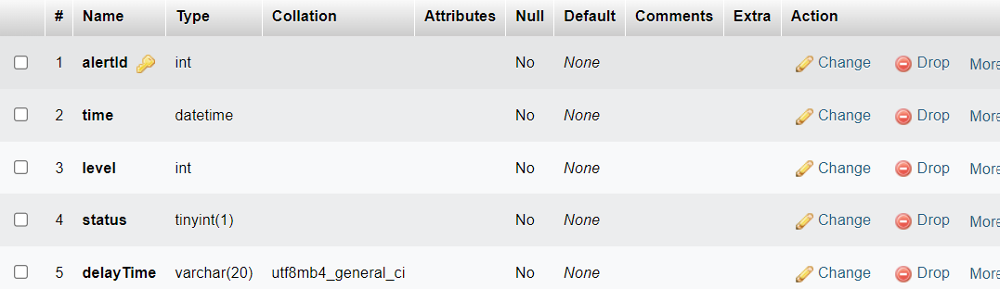 # Name Type Collation Attributes Null Default Comments Extra Action
1 alertId int No None Change Drop More
2 time datetime No None Change Drop More
3 level int No None Change Drop More
4 status tinyint(1) No None Change Drop More
5 delayTime varchar(20) utf8mb4_general_ci No None Change Drop More